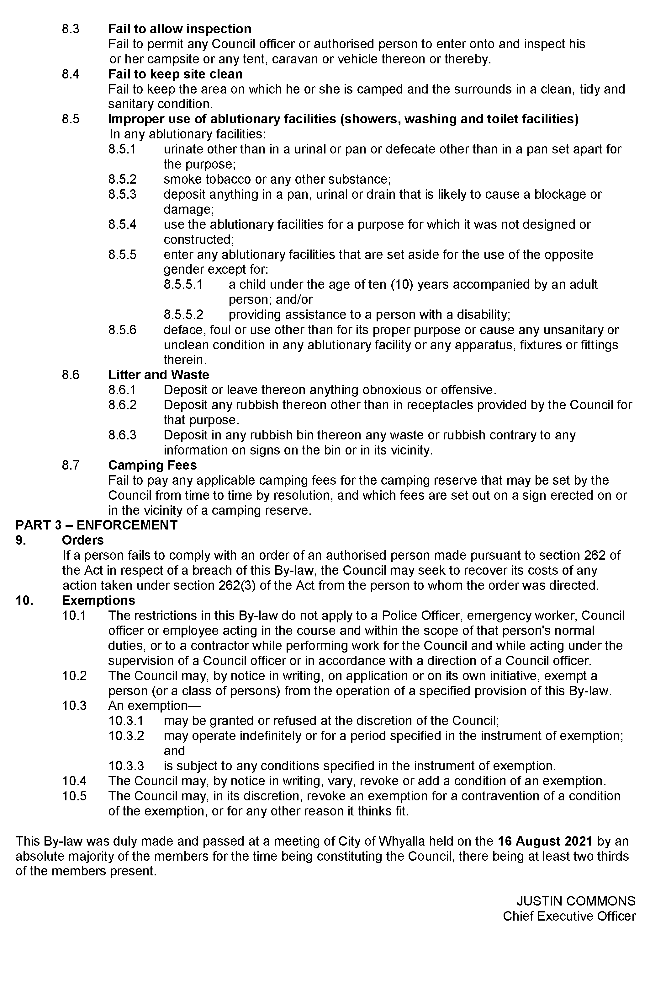 8.3 Fail to allow inspection
Fail to permit any Council officer or authorised person to enter onto and inspect his
or her campsite or any tent, caravan or vehicle thereon or thereby.
8.4 Fail to keep site clean
Fail to keep the area on which he or she is camped and the surrounds in a clean, tidy and
sanitary condition.
8.5 Improper use of ablutionary facilities (showers, washing and toilet facilities)
In any ablutionary facilities:
8.5.1 urinate other than in a urinal or pan or defecate other than in a pan set apart for
the purpose;
8.5.2 smoke tobacco or any other substance;
8.5.3 deposit anything in a pan, urinal or drain that is likely to cause a blockage or
damage;
8.5.4 use the ablutionary facilities for a purpose for which it was not designed or
constructed;
8.5.5 enter any ablutionary facilities that are set aside for the use of the opposite
gender except for:
8.5.5.1 a child under the age of ten (10) years accompanied by an adult
person; and/or
8.5.5.2 providing assistance to a person with a disability;
8.5.6 deface, foul or use other than for its proper purpose or cause any unsanitary or
unclean condition in any ablutionary facility or any apparatus, fixtures or fittings
therein.
8.6 Litter and Waste
8.6.1 Deposit or leave thereon anything obnoxious or offensive.
8.6.2 Deposit any rubbish thereon other than in receptacles provided by the Council for
that purpose.
8.6.3 Deposit in any rubbish bin thereon any waste or rubbish contrary to any
information on signs on the bin or in its vicinity.
8.7 Camping Fees
Fail to pay any applicable camping fees for the camping reserve that may be set by the
Council from time to time by resolution, and which fees are set out on a sign erected on or
in the vicinity of a camping reserve.
PART 3 – ENFORCEMENT
9. Orders
If a person fails to comply with an order of an authorised person made pursuant to section 262 of
the Act in respect of a breach of this By-law, the Council may seek to recover its costs of any
action taken under section 262(3) of the Act from the person to whom the order was directed.
10. Exemptions
10.1 The restrictions in this By-law do not apply to a Police Officer, emergency worker, Council
officer or employee acting in the course and within the scope of that person's normal
duties, or to a contractor while performing work for the Council and while acting under the
supervision of a Council officer or in accordance with a direction of a Council officer.
10.2 The Council may, by notice in writing, on application or on its own initiative, exempt a
person (or a class of persons) from the operation of a specified provision of this By-law.
10.3 An exemption—
10.3.1 may be granted or refused at the discretion of the Council;
10.3.2 may operate indefinitely or for a period specified in the instrument of exemption;
and
10.3.3 is subject to any conditions specified in the instrument of exemption.
10.4 The Council may, by notice in writing, vary, revoke or add a condition of an exemption.
10.5 The Council may, in its discretion, revoke an exemption for a contravention of a condition
of the exemption, or for any other reason it thinks fit.
This By-law was duly made and passed at a meeting of City of Whyalla held on the 16 August 2021 by an
absolute majority of the members for the time being constituting the Council, there being at least two thirds
of the members present.
JUSTIN COMMONS
Chief Executive Officer